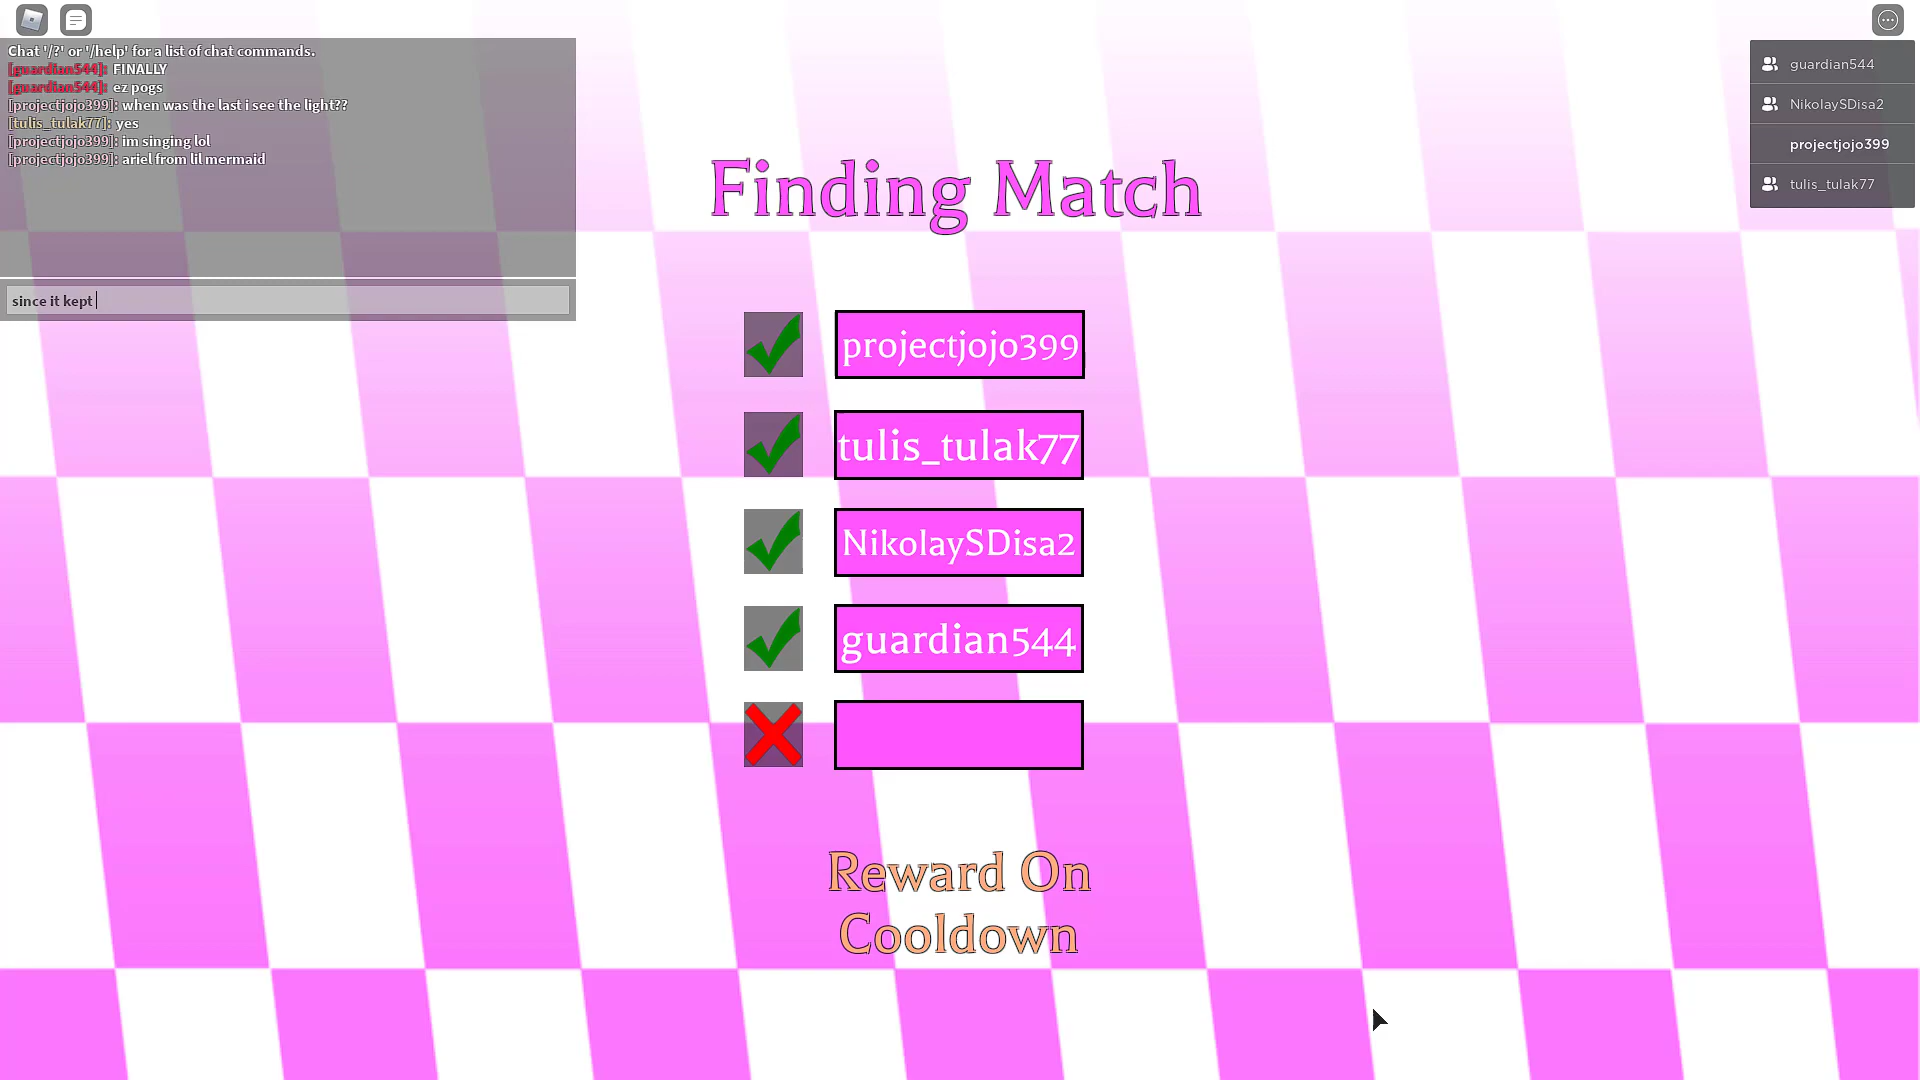 Chat '/?' or '/help' for a list of chat commands.
[guardian544]: FINALLY
[guardian544]: ez pogs
[projectjojo399]: when was the last i see the light??
[tulis_tulak77]: yes
[projectjojo399]: im singing lol
[projectjojo399]: ariel from lil mermaid
since it kept
guardian544
NikolaySDisa2
projectjojo399
tulis_tulak77
Finding Match
projectjojo399
tulis_tulak77
NikolaySDisa2
guardian544
Reward On
Cooldown